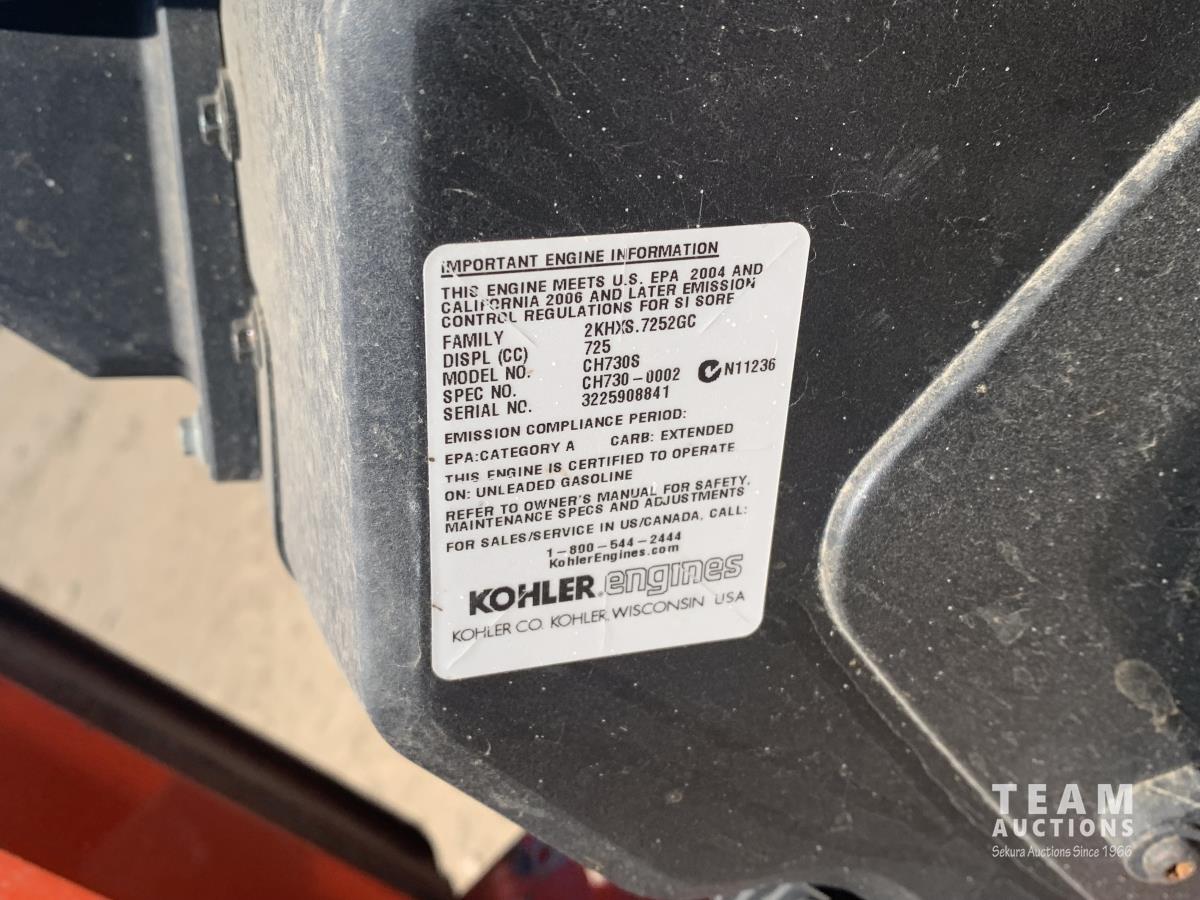 IMPORTANT ENGINE INFORMATION
THIS ENGINE MEETS U.S. EPA 2004 AND
CALIFORNIA 2006 AND LATER EMISSION
CONTROL REGULATIONS FOR SI SORE
FAMILY 2KHXS.7252GC
DISPL (CC) 725
MODEL NO. CH730S
SPEC NO. CH730-0002 N11236
SERIAL NO. 3225908841
EMISSION COMPLIANCE PERIOD:
EPA:CATEGORY A CARB: EXTENDED
THIS ENGINE IS CERTIFIED TO OPERATE
ON: UNLEADED GASOLINE
REFER TO OWNER'S MANUAL FOR SAFETY,
MAINTENANCE SPECS AND ADJUSTMENTS
FOR SALES/SERVICE IN US/CANADA, CALL:
1-800-544-2444
KohlerEngines.com
KOHLER engines
KOHLER CO. KOHLER, WISCONSIN USA
TEAM
AUCTIONS
Sekura Auctions Since 1966